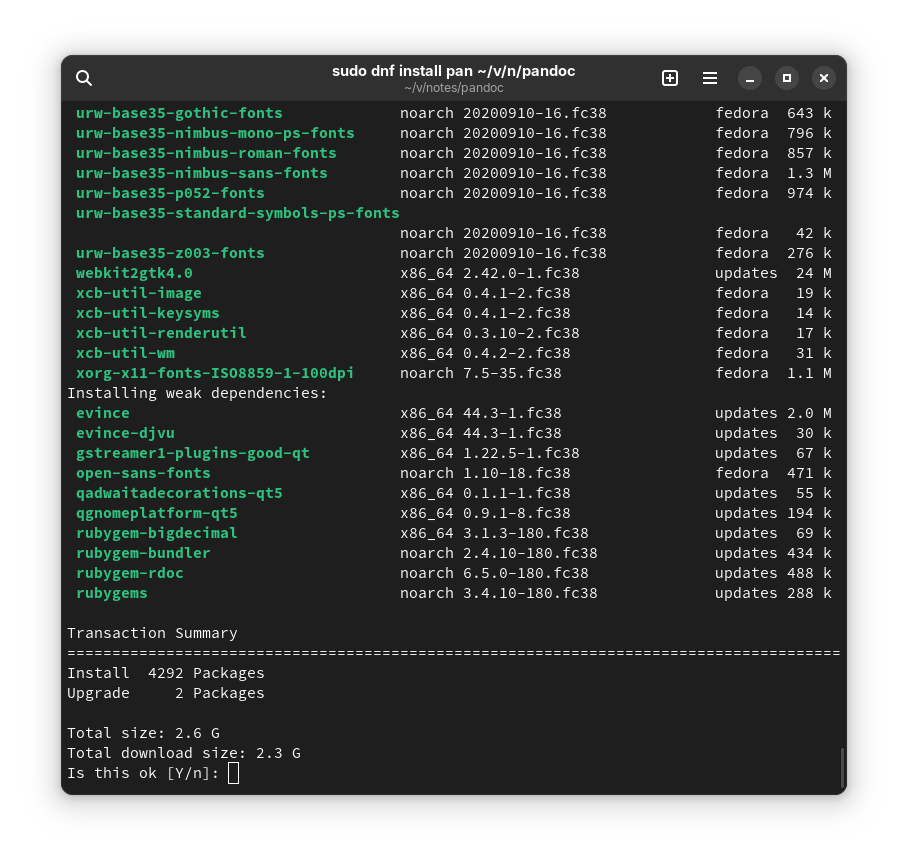 sudo dnf install pan ~/v/n/pandoc
~/v/notes/pandoc
urw-base35-gothic-fonts noarch 20200910-16.fc38 fedora 643 k
urw-base35-nimbus-mono-ps-fonts noarch 20200910-16.fc38 fedora 796 k
urw-base35-nimbus-roman-fonts noarch 20200910-16.fc38 fedora 857 k
urw-base35-nimbus-sans-fonts noarch 20200910-16.fc38 fedora 1.3 M
urw-base35-p052-fonts noarch 20200910-16.fc38 fedora 974 k
urw-base35-standard-symbols-ps-fonts
noarch 20200910-16.fc38 fedora 42 k
urw-base35-z003-fonts noarch 20200910-16.fc38 fedora 276 k
webkit2gtk4.0 x86_64 2.42.0-1.fc38 updates 24 M
xcb-util-image x86_64 0.4.1-2.fc38 fedora 19 k
xcb-util-keysyms x86_64 0.4.1-2.fc38 fedora 14 k
xcb-util-renderutil x86_64 0.3.10-2.fc38 fedora 17 k
xcb-util-wm x86_64 0.4.2-2.fc38 fedora 31 k
xorg-x11-fonts-ISO8859-1-100dpi noarch 7.5-35.fc38 fedora 1.1 M
Installing weak dependencies:
evince x86_64 44.3-1.fc38 updates 2.0 M
evince-djvu x86_64 44.3-1.fc38 updates 30 k
gstreamer1-plugins-good-qt x86_64 1.22.5-1.fc38 updates 67 k
open-sans-fonts noarch 1.10-18.fc38 fedora 471 k
qadwaitadecorations-qt5 x86_64 0.1.1-1.fc38 updates 55 k
qgnomeplatform-qt5 x86_64 0.9.1-8.fc38 updates 194 k
rubygem-bigdecimal x86_64 3.1.3-180.fc38 updates 69 k
rubygem-bundler noarch 2.4.10-180.fc38 updates 434 k
rubygem-rdoc noarch 6.5.0-180.fc38 updates 488 k
rubygems noarch 3.4.10-180.fc38 updates 288 k
Transaction Summary
======================================================================================
Install 4292 Packages
Upgrade 2 Packages
Total size: 2.6 G
Total download size: 2.3 G
Is this ok [Y/n]: